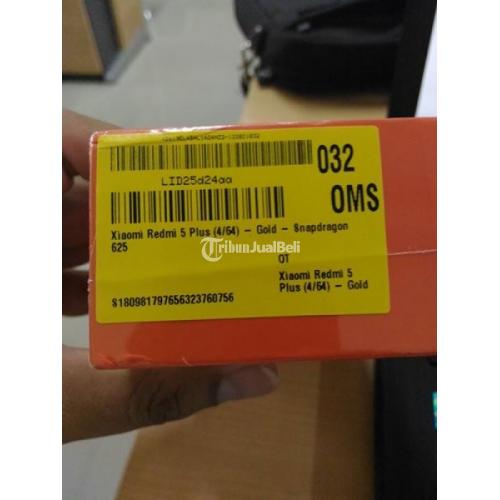 032
LID25d24aa
OMS
Xiaomi Redmi 5 Plus (4/64) – Gold – Snapdragon
625
TribunJualBeli
OT
Xiaomi Redmi 5
Plus (4/64) – Gold
S180981797656323760756